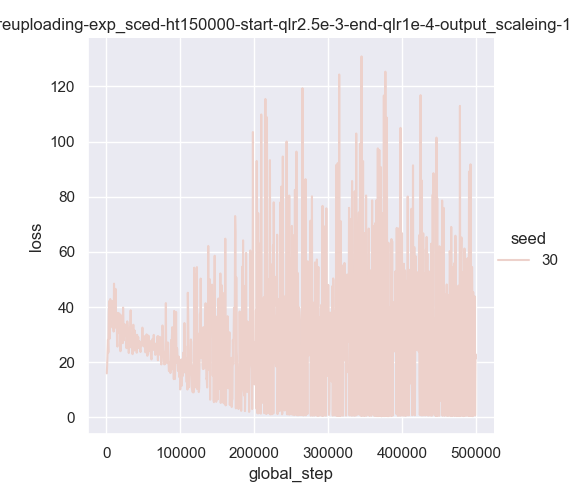 reuploading-exp_sced-ht150000-start-qlr2.5e-3-end-qlr1e-4-output_scaleing-1
120
100
80
60
40
20
0
loss
0 100000 200000 300000 400000 500000
global_step
seed
30